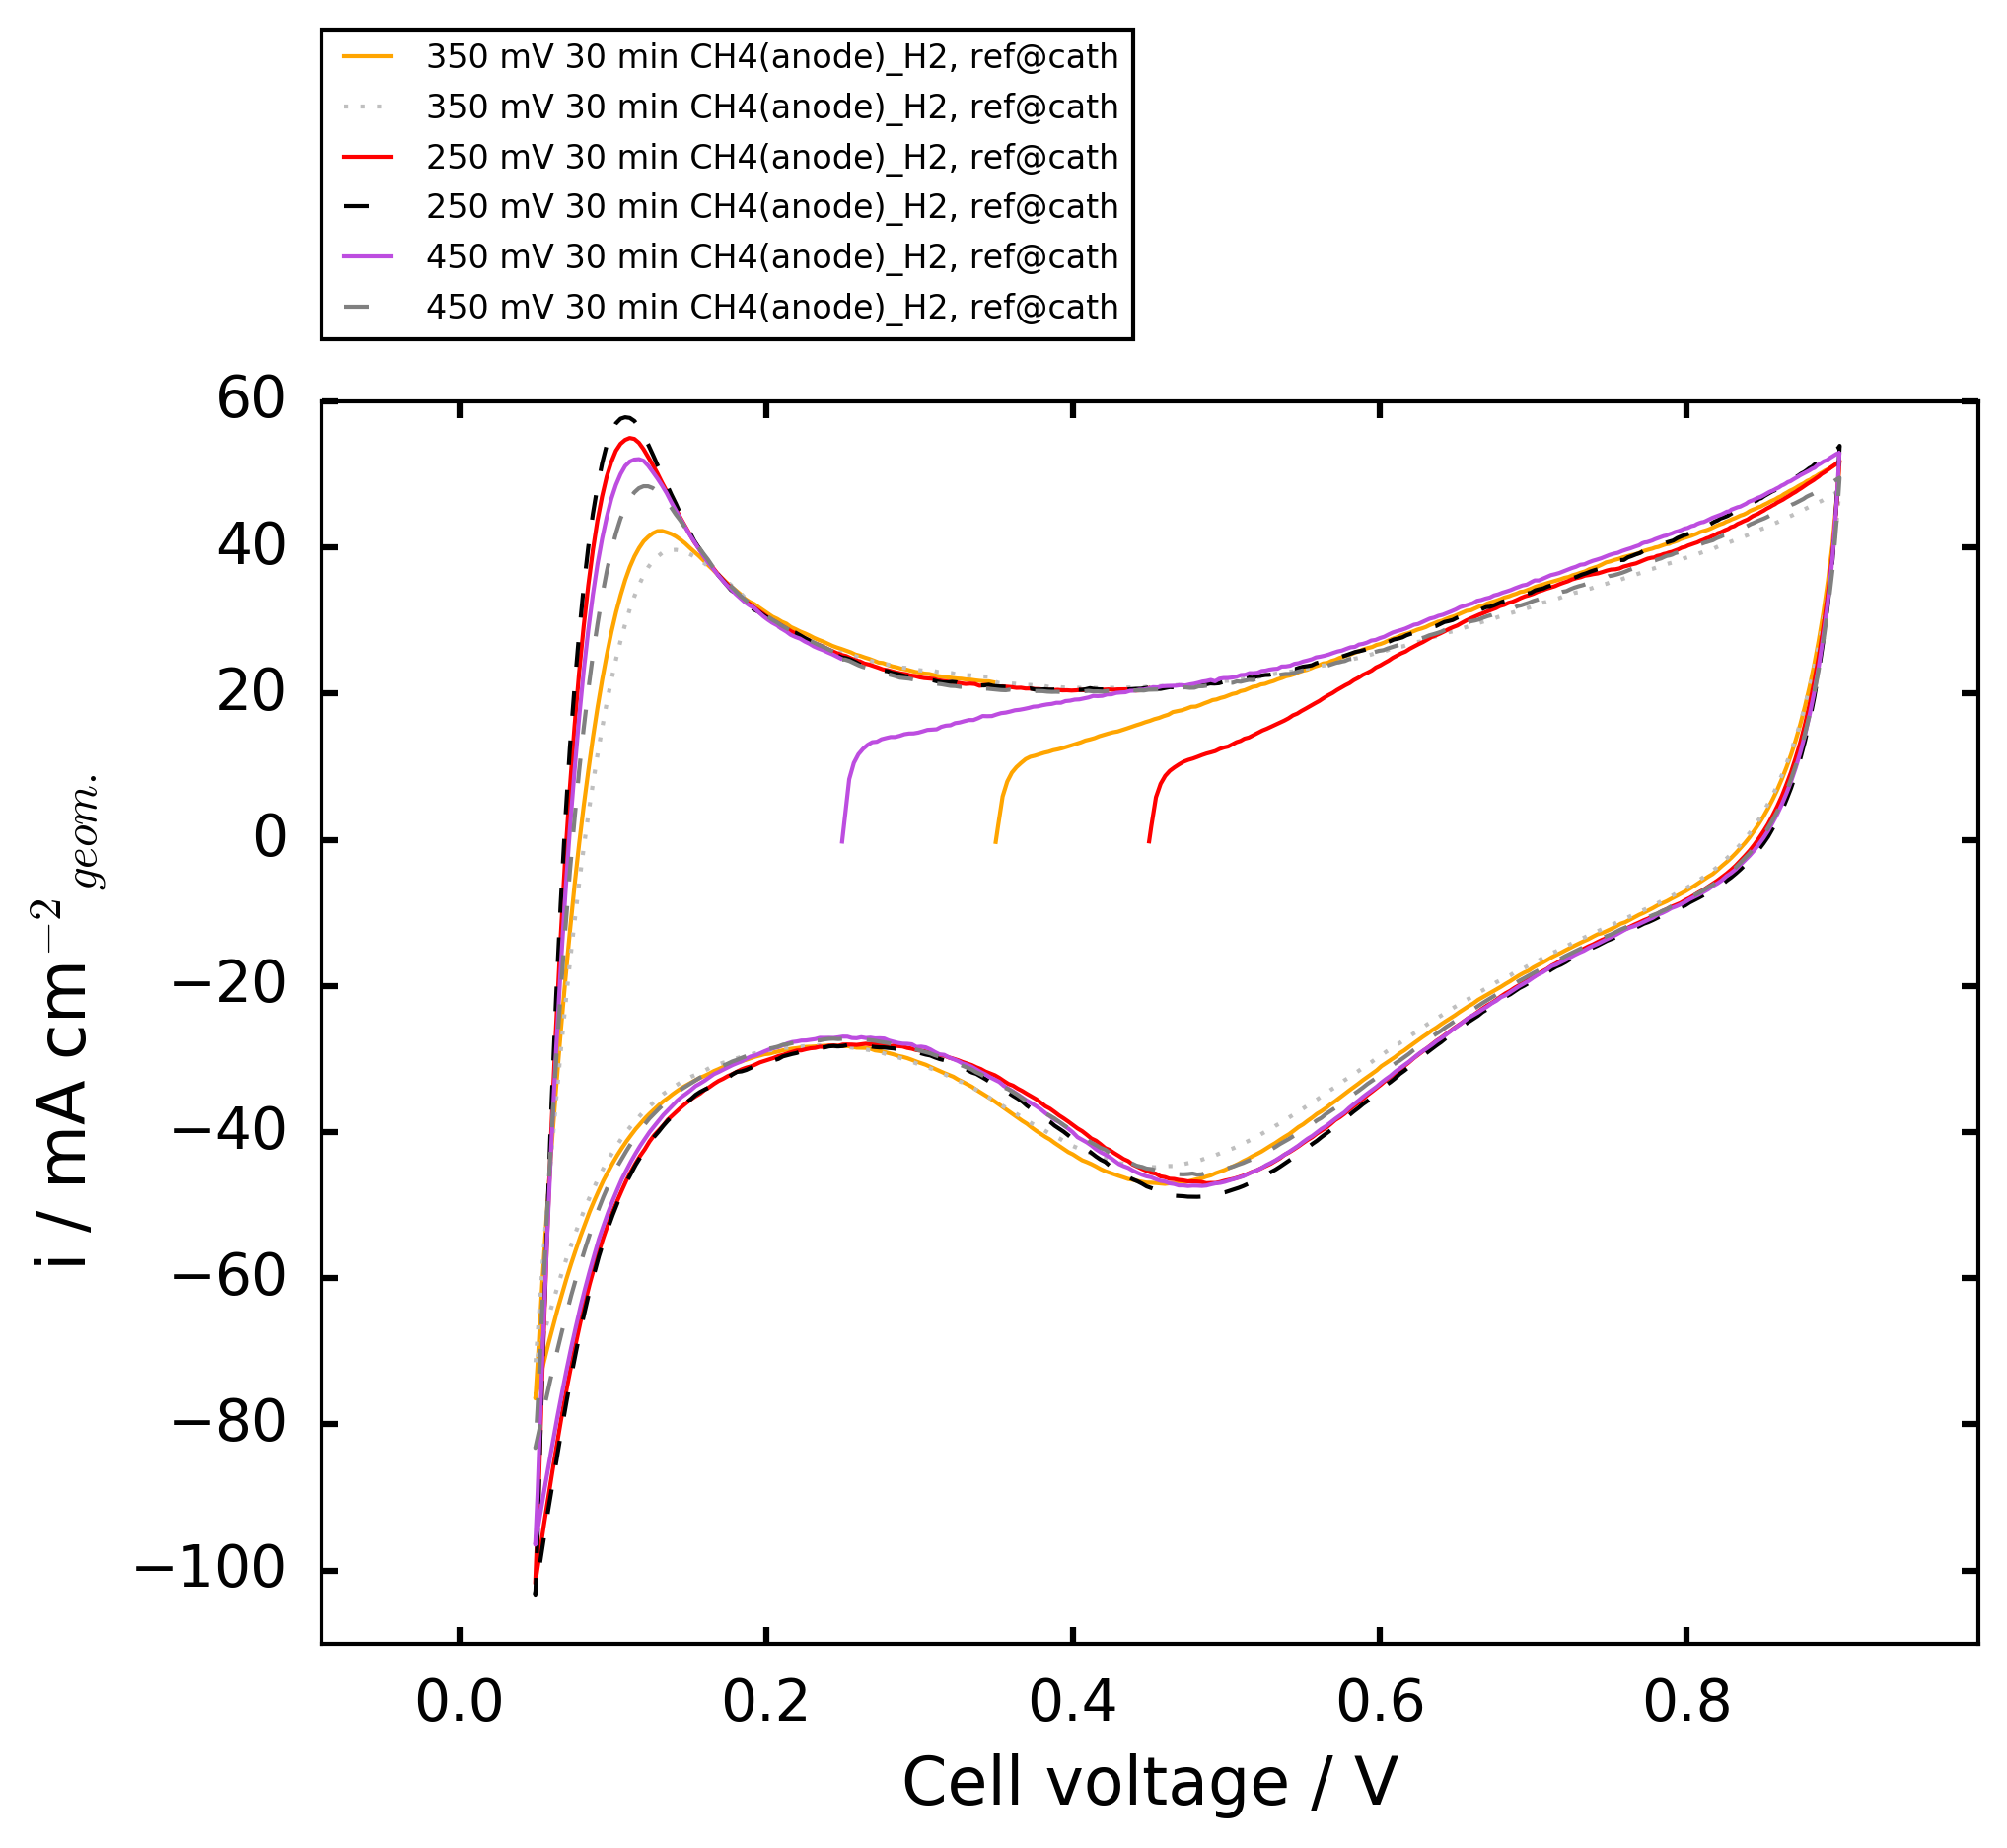 350 mV 30 min CH4(anode)_H2, ref@cath
350 mV 30 min CH4(anode)_H2, ref@cath
250 mV 30 min CH4(anode)_H2, ref@cath
250 mV 30 min CH4(anode)_H2, ref@cath
450 mV 30 min CH4(anode)_H2, ref@cath
450 mV 30 min CH4(anode)_H2, ref@cath
60
40
20
0
−20
−40
−60
−80
−100
i / mA cm⁻² geom.
0.0 0.2 0.4 0.6 0.8
Cell voltage / V